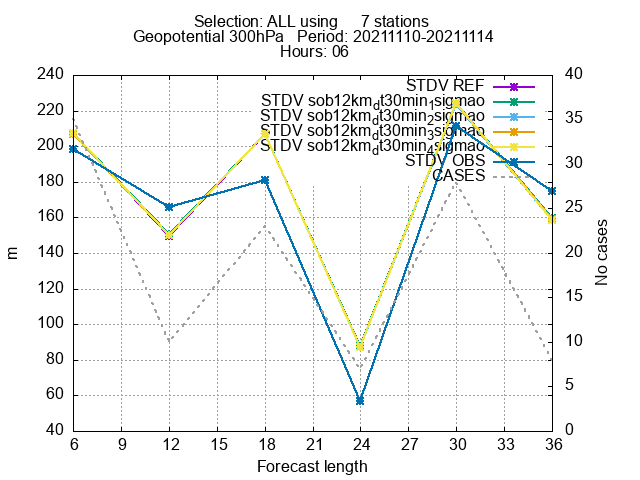 Selection: ALL using 7 stations
Geopotential 300hPa Period: 20211110-20211114
Hours: 06
240
220
200
180
160
140
120
100
80
60
40
m
40
35
30
25
20
15
10
5
0
No cases
STDV REF
STDV sob12km_dt30min_1sigmao
STDV sob12km_dt30min_2sigmao
STDV sob12km_dt30min_3sigmao
STDV sob12km_dt30min_4sigmao
STDV OBS
CASES
6 9 12 15 18 21 24 27 30 33 36
Forecast length